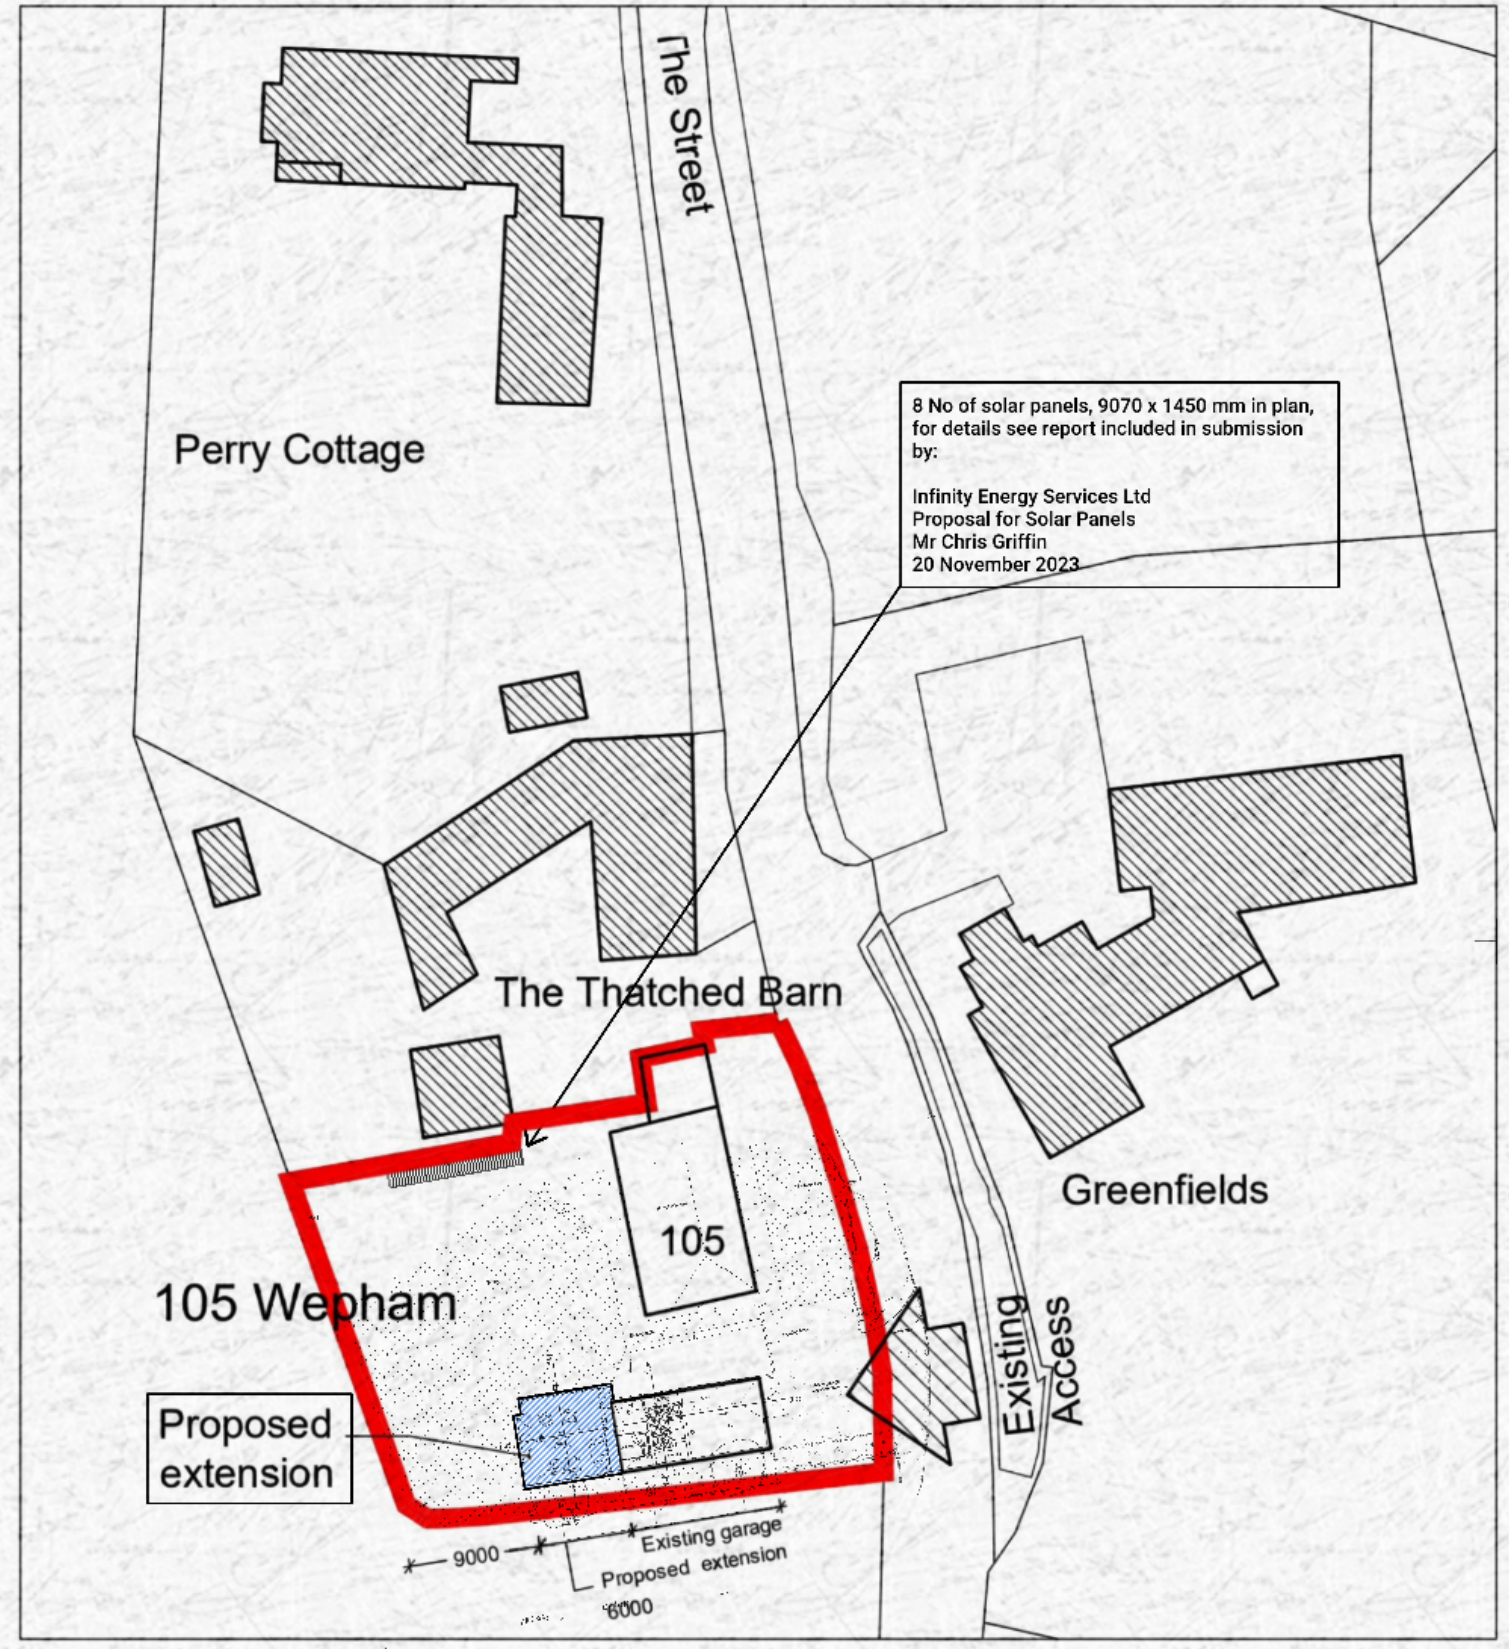 The Street
8 No of solar panels, 9070 x 1450 mm in plan,
for details see report included in submission
by:
Infinity Energy Services Ltd
Proposal for Solar Panels
Mr Chris Griffin
20 November 2023
Perry Cottage
The Thatched Barn
Greenfields
105
105 Wepham
Existing
Access
Proposed
extension
9000
Existing garage
Proposed extension
6000